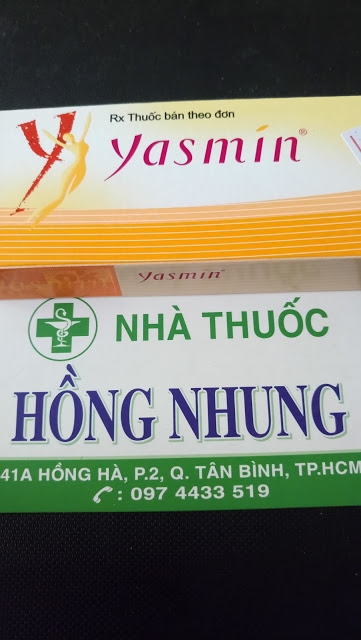 Rx Thuốc bán theo đơn
yasmin®
yasmin®
NHÀ THUỐC
HỒNG NHUNG
41A HỒNG HÀ, P.2, Q. TÂN BÌNH, TP.HCM
: 097 4433 519